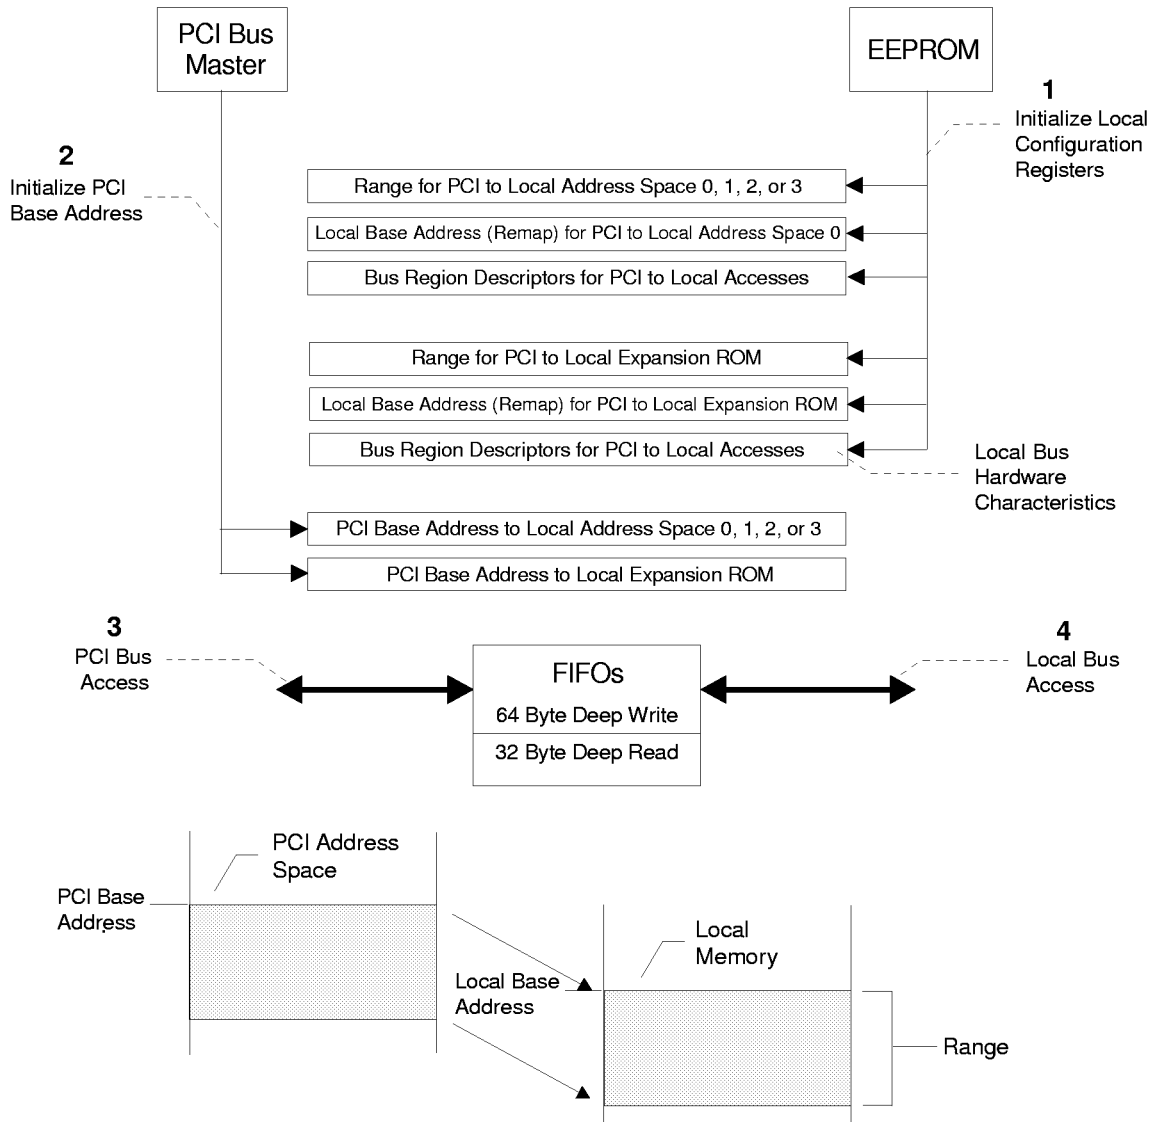 PCI Bus
Master
EEPROM
1
Initialize Local
Configuration
Registers
2
Initialize PCI
Base Address
Range for PCI to Local Address Space 0, 1, 2, or 3
Local Base Address (Remap) for PCI to Local Address Space 0
Bus Region Descriptors for PCI to Local Accesses
Range for PCI to Local Expansion ROM
Local Base Address (Remap) for PCI to Local Expansion ROM
Bus Region Descriptors for PCI to Local Accesses
Local Bus
Hardware
Characteristics
PCI Base Address to Local Address Space 0, 1, 2, or 3
PCI Base Address to Local Expansion ROM
3
PCI Bus
Access
FIFOs
64 Byte Deep Write
32 Byte Deep Read
4
Local Bus
Access
PCI Address
Space
PCI Base
Address
Local
Memory
Local Base
Address
Range